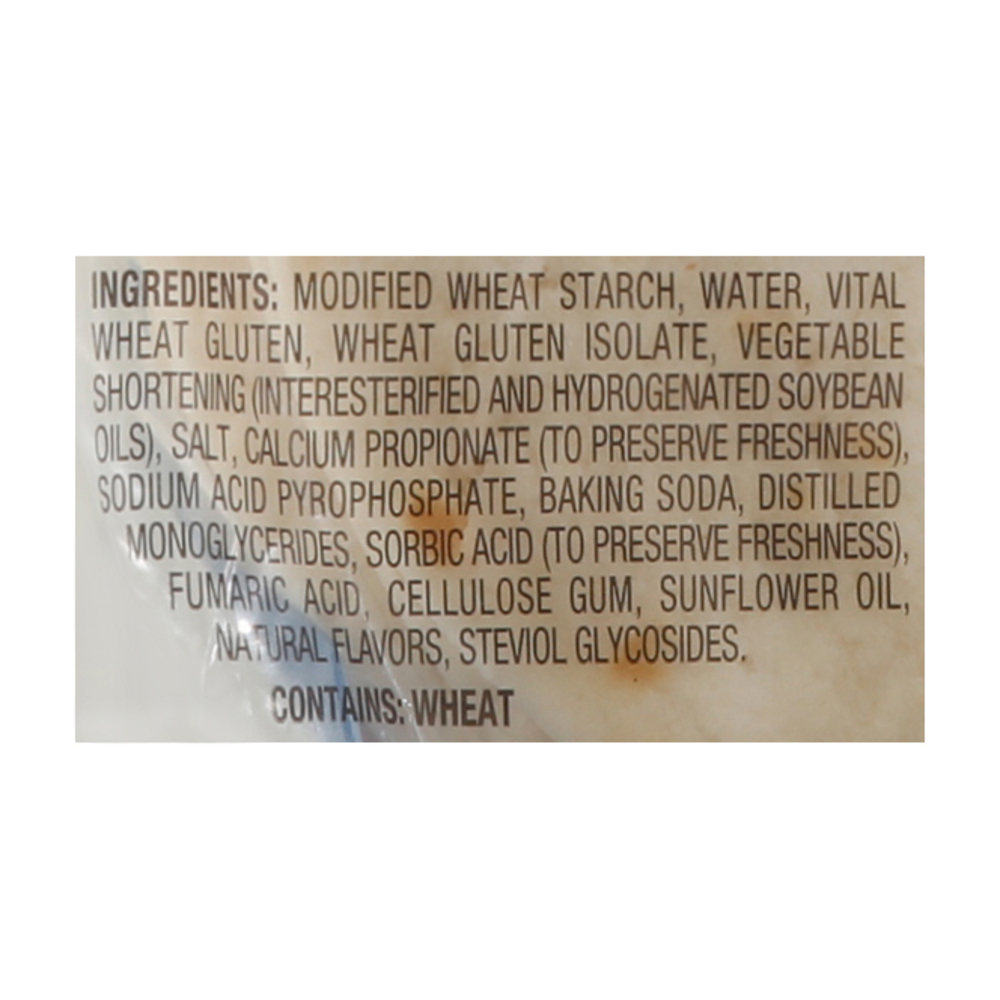 INGREDIENTS: MODIFIED WHEAT STARCH, WATER, VITAL
WHEAT GLUTEN, WHEAT GLUTEN ISOLATE, VEGETABLE
SHORTENING (INTERESTERIFIED AND HYDROGENATED SOYBEAN
OILS), SALT, CALCIUM PROPIONATE (TO PRESERVE FRESHNESS),
SODIUM ACID PYROPHOSPHATE, BAKING SODA, DISTILLED
MONOGLYCERIDES, SORBIC ACID (TO PRESERVE FRESHNESS),
FUMARIC ACID, CELLULOSE GUM, SUNFLOWER OIL,
NATURAL FLAVORS, STEVIOL GLYCOSIDES.
CONTAINS: WHEAT